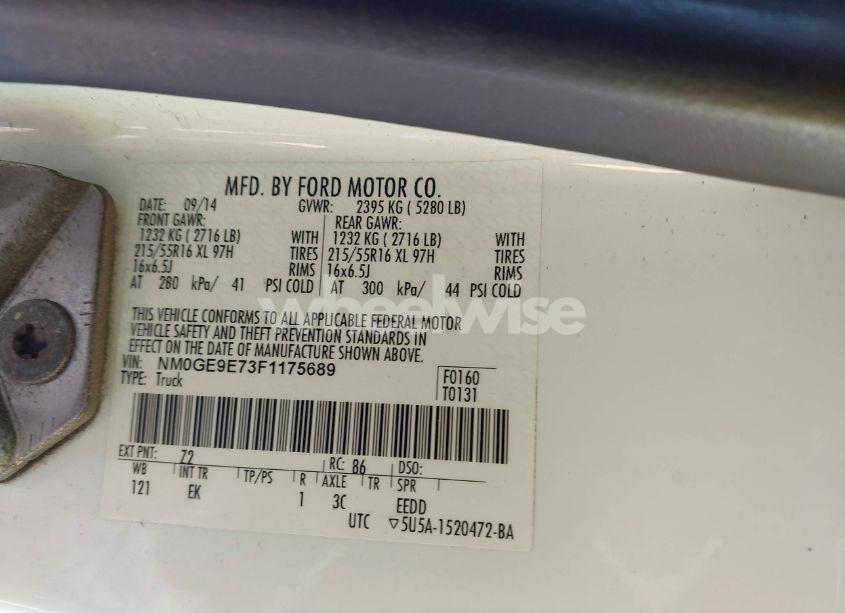 MFD. BY FORD MOTOR CO.
DATE: 09/14 GVWR: 2395 KG ( 5280 LB)
FRONT GAWR: REAR GAWR:
1232 KG ( 2716 LB) WITH 1232 KG ( 2716 LB) WITH
215/55R16 XL 97H TIRES 215/55R16 XL 97H TIRES
16x6.5J RIMS 16x6.5J RIMS
AT 280 kPa/ 41 PSI COLD AT 300 kPa/ 44 PSI COLD
THIS VEHICLE CONFORMS TO ALL APPLICABLE FEDERAL MOTOR
VEHICLE SAFETY AND THEFT PREVENTION STANDARDS IN
EFFECT ON THE DATE OF MANUFACTURE SHOWN ABOVE.
VIN: NM0GE9E73F1175689 F0160
TYPE: Truck T0131
EXT PNT: Z2 RC: 86 DSO:
WB INT TR TP/PS R AXLE TR SPR
121 EK 1 3C EEDD
UTC ▽5U5A-1520472-BA
wheelwise